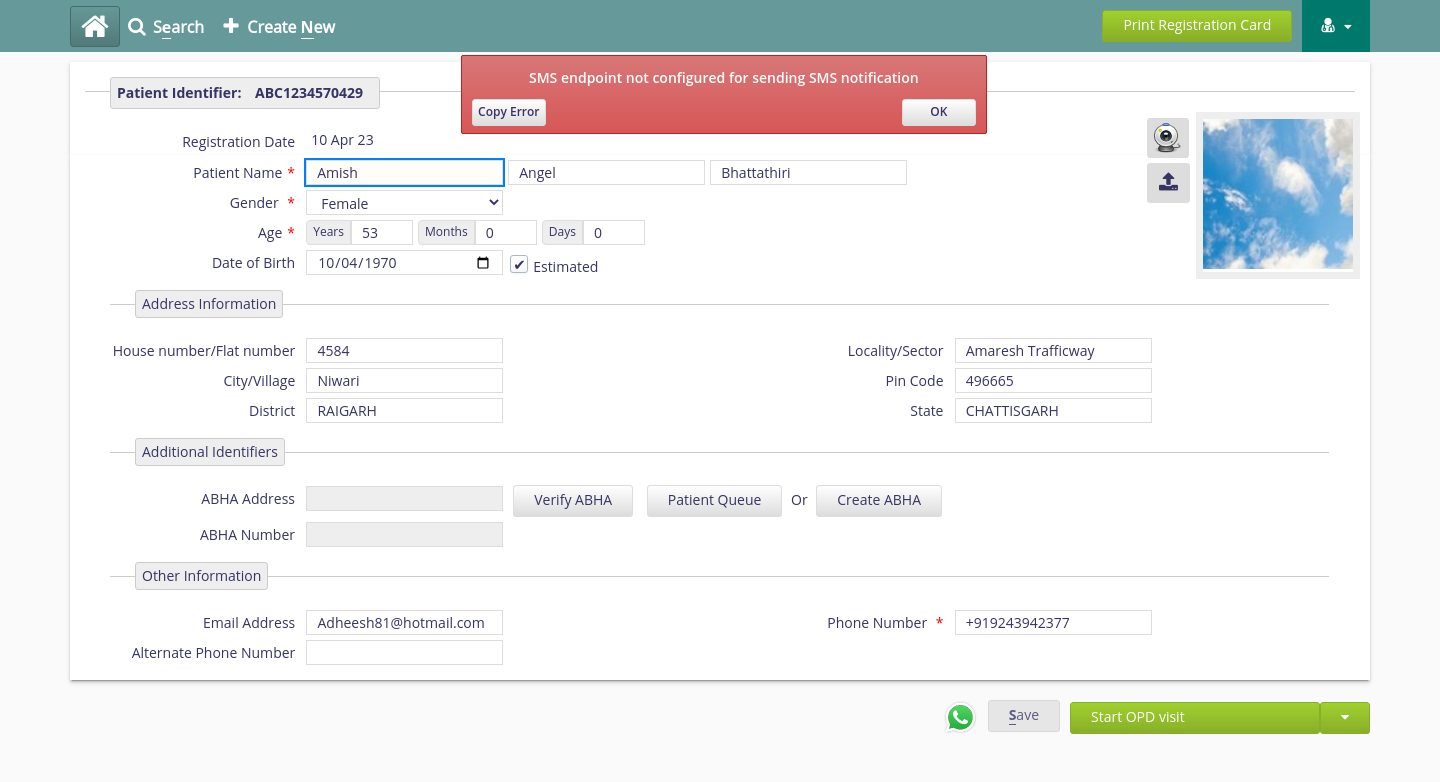 Search
Create New
Print Registration Card
SMS endpoint not configured for sending SMS notification
Copy Error OK
Patient Identifier: ABC1234570429
Registration Date 10 Apr 23
Patient Name * Amish Angel Bhattathiri
Gender * Female
Age * Years 53 Months 0 Days 0
Date of Birth 10/04/1970 Estimated
Address Information
House number/Flat number 4584 Locality/Sector Amaresh Trafficway
City/Village Niwari Pin Code 496665
District RAIGARH State CHATTISGARH
Additional Identifiers
ABHA Address Verify ABHA Patient Queue Or Create ABHA
ABHA Number
Other Information
Email Address Adheesh81@hotmail.com Phone Number * +919243942377
Alternate Phone Number
Save Start OPD visit